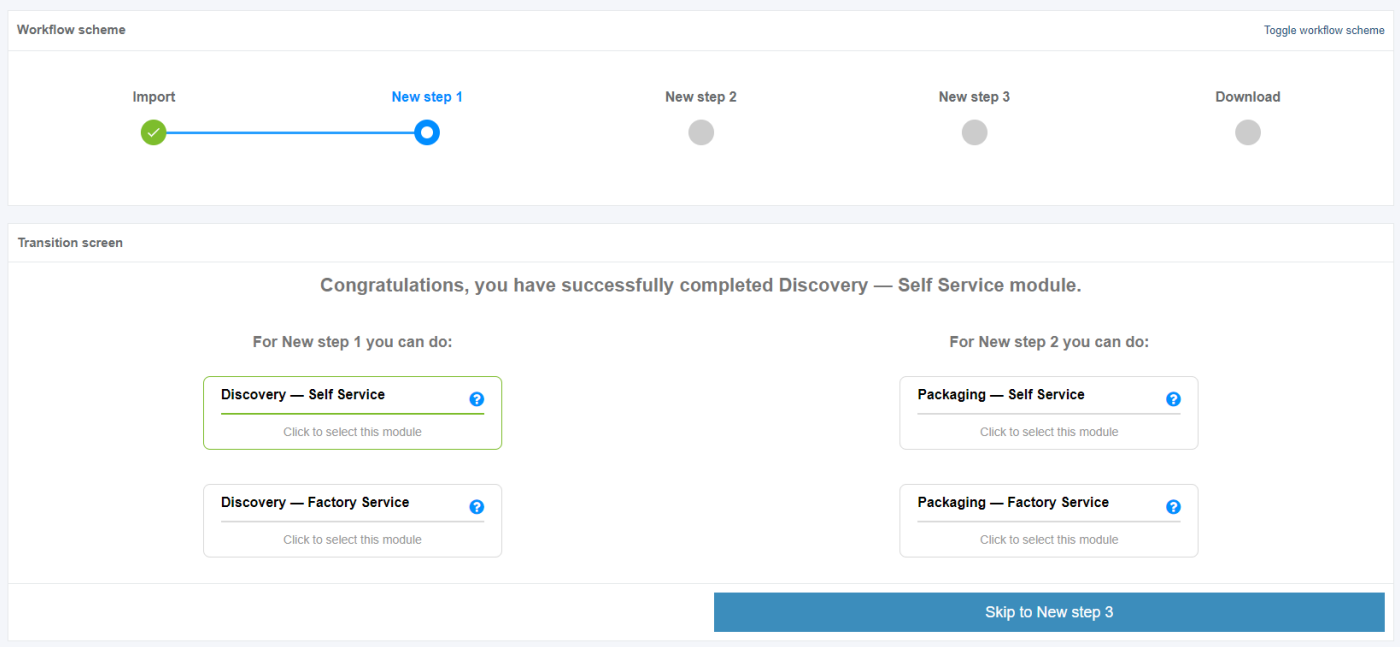 Workflow scheme
Toggle workflow scheme
Import
New step 1
New step 2
New step 3
Download
Transition screen
Congratulations, you have successfully completed Discovery — Self Service module.
For New step 1 you can do:
Discovery — Self Service
?
Click to select this module
Discovery — Factory Service
?
Click to select this module
For New step 2 you can do:
Packaging — Self Service
?
Click to select this module
Packaging — Factory Service
?
Click to select this module
Skip to New step 3